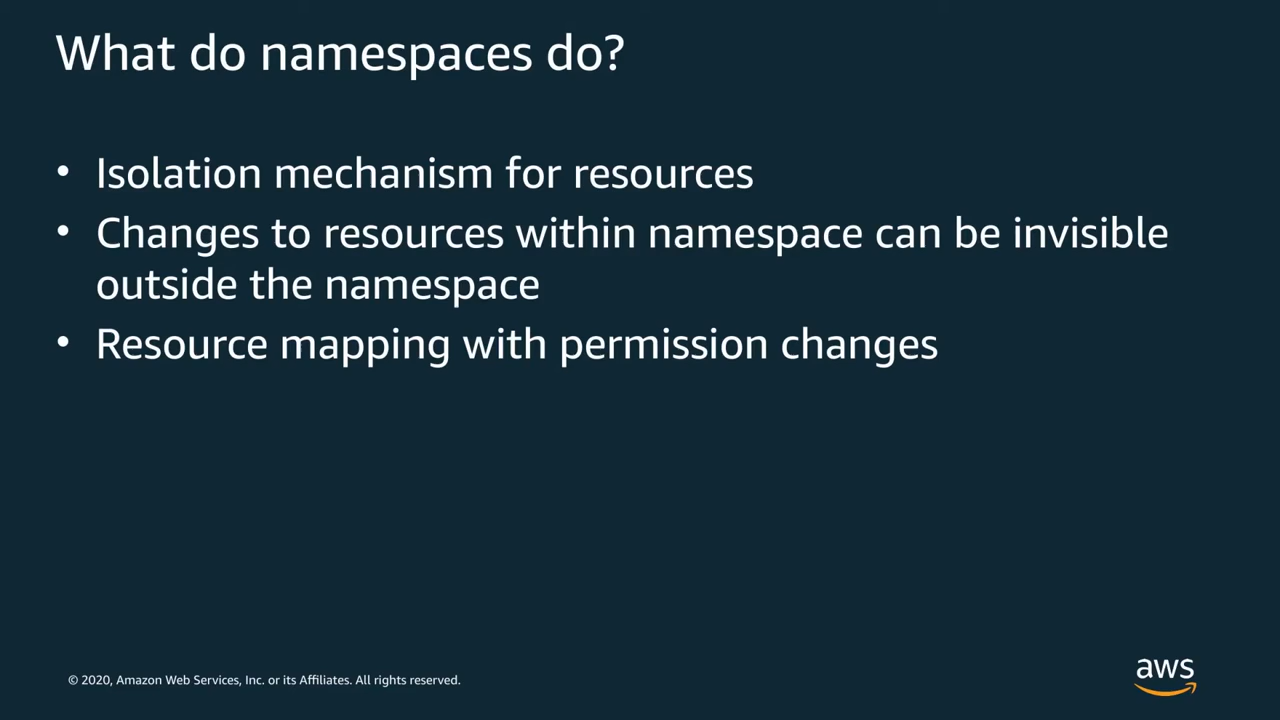 What do namespaces do?
• Isolation mechanism for resources
• Changes to resources within namespace can be invisible
outside the namespace
• Resource mapping with permission changes
© 2020, Amazon Web Services, Inc. or its Affiliates. All rights reserved.
aws